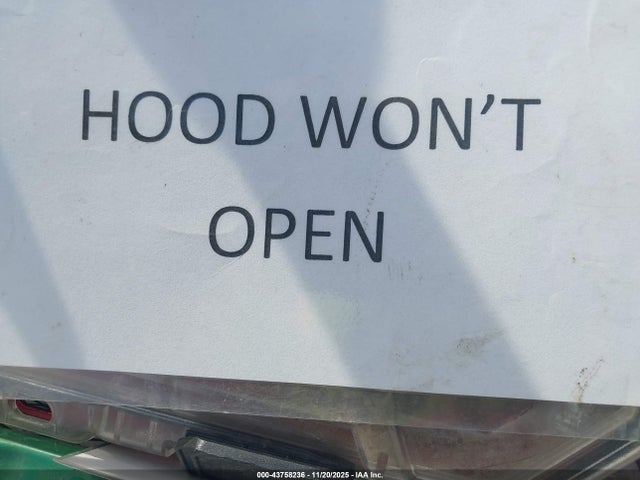 HOOD WON'T
OPEN
000-43758236 - 11/20/2025 - IAA Inc.